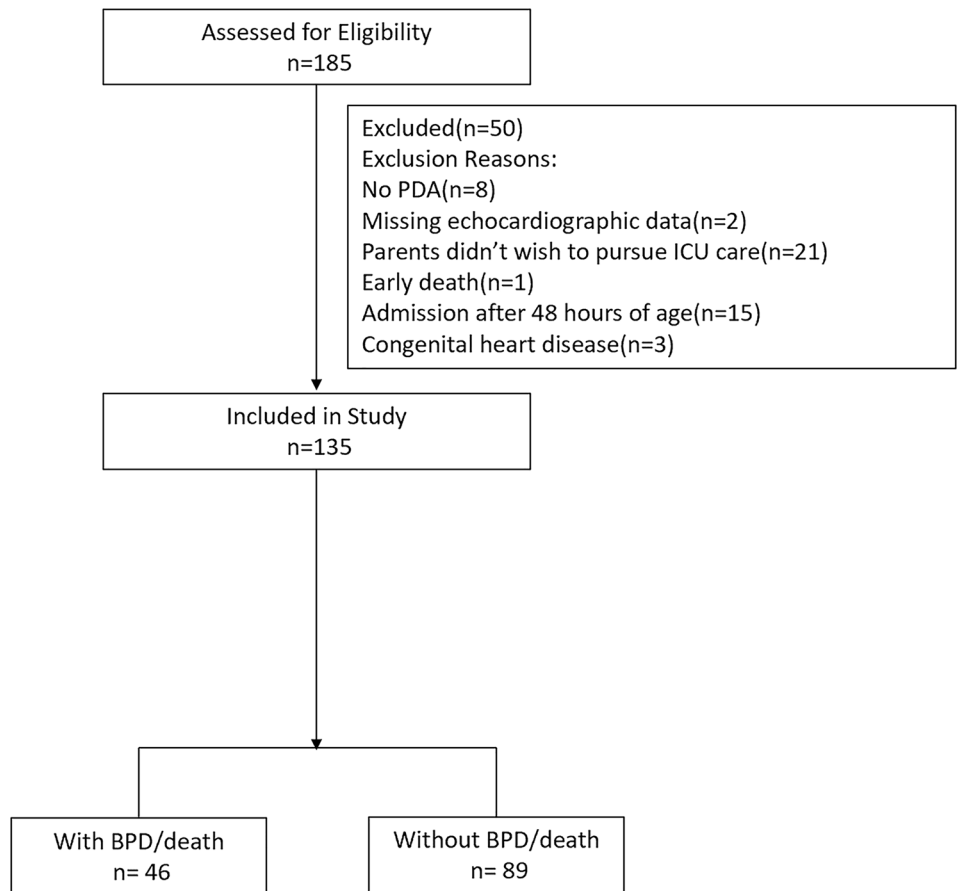 Assessed for Eligibility
n=185
Excluded(n=50)
Exclusion Reasons:
No PDA(n=8)
Missing echocardiographic data(n=2)
Parents didn’t wish to pursue ICU care(n=21)
Early death(n=1)
Admission after 48 hours of age(n=15)
Congenital heart disease(n=3)
Included in Study
n=135
With BPD/death
n= 46
Without BPD/death
n= 89